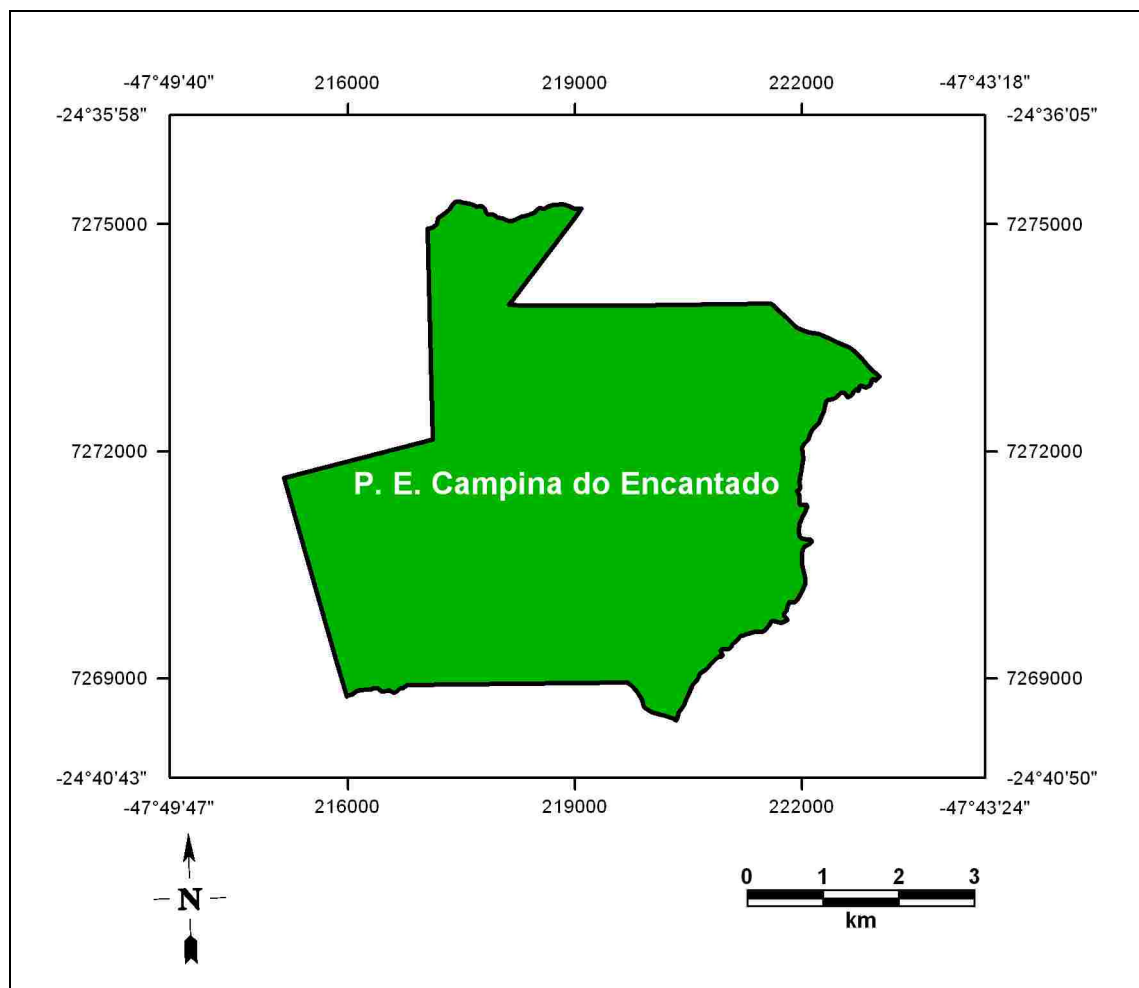 -47°49'40" 216000 219000 222000 -47°43'18"
-24°35'58" -24°36'05"
7275000 7275000
7272000 7272000
P. E. Campina do Encantado
7269000 7269000
-24°40'43" -24°40'50"
-47°49'47" 216000 219000 222000 -47°43'24"
N
0 1 2 3
km